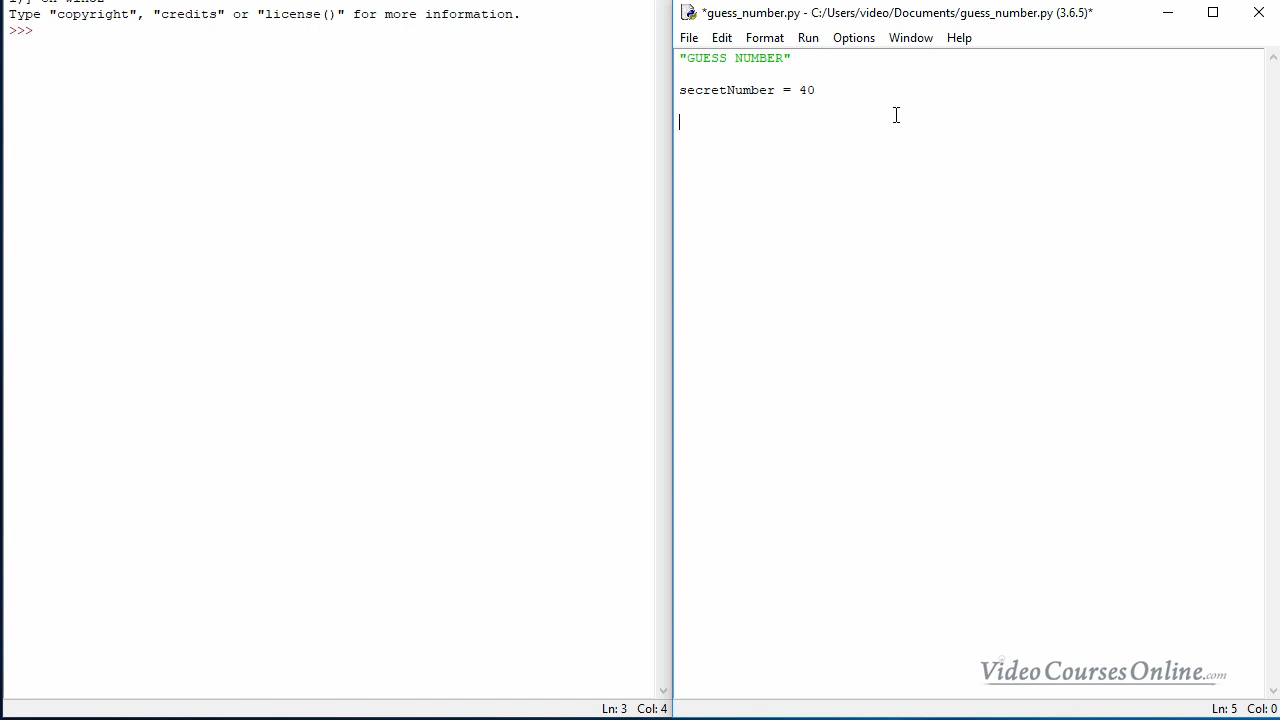 Type "copyright", "credits" or "license()" for more information.
>>>
Ln: 3 Col: 4
*guess_number.py - C:/Users/video/Documents/guess_number.py (3.6.5)*
File Edit Format Run Options Window Help
"GUESS NUMBER"
secretNumber = 40
VideoCoursesOnline.com
Ln: 5 Col: 0